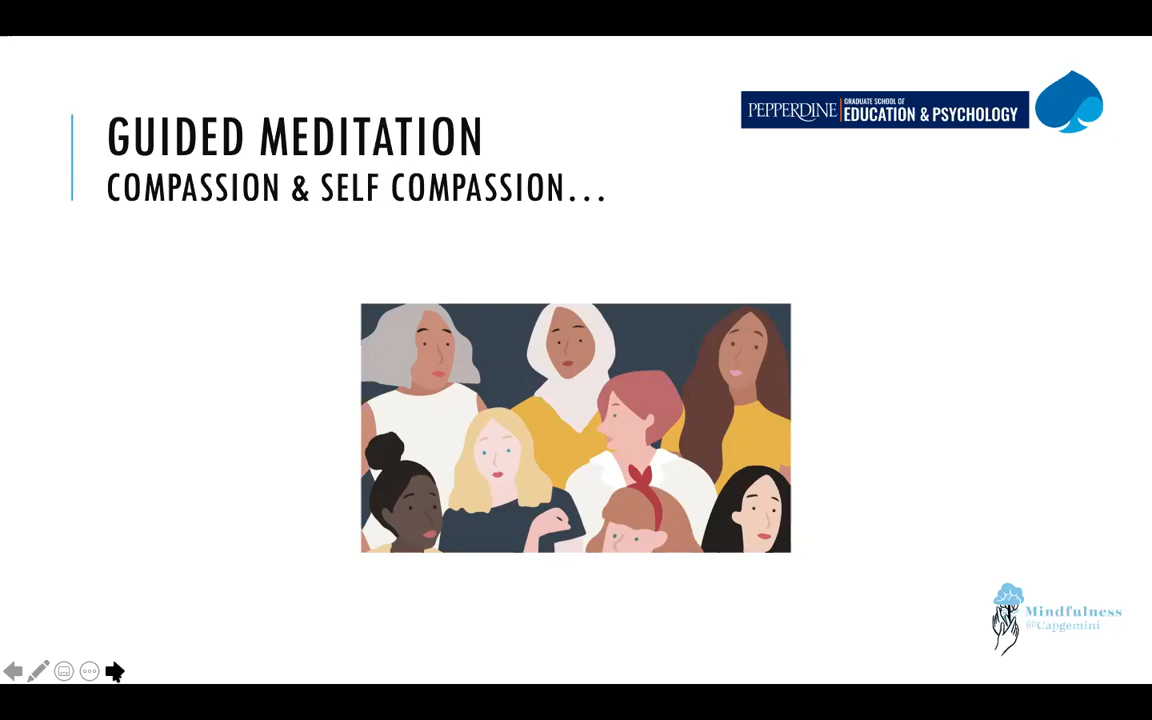 GUIDED MEDITATION
COMPASSION & SELF COMPASSION...
PEPPERDINE
GRADUATE SCHOOL OF
EDUCATION & PSYCHOLOGY
Mindfulness
@Capgemini